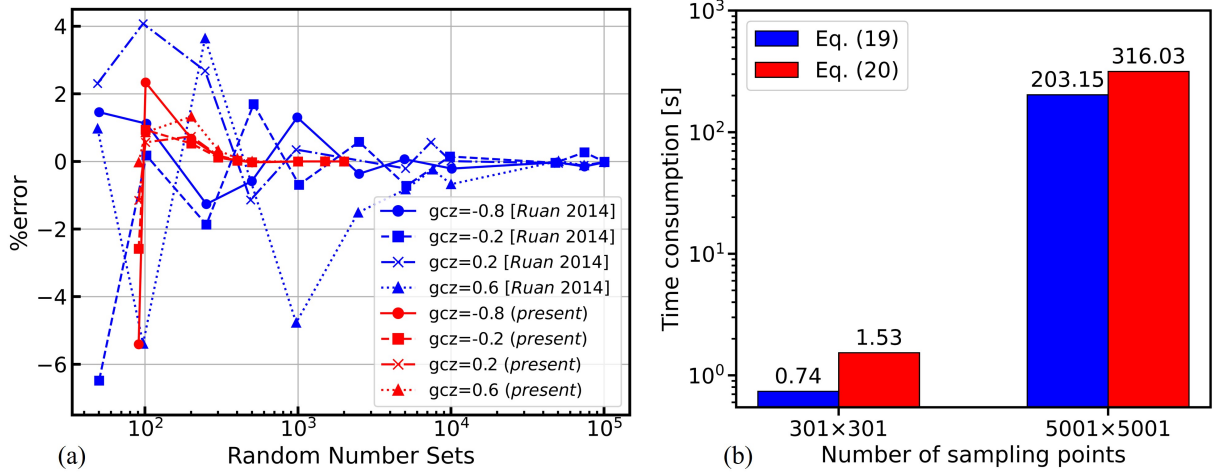 %error
4
2
0
−2
−4
−6
10²
10³
10⁴
10⁵
gcz=-0.8 [Ruan 2014]
gcz=-0.2 [Ruan 2014]
gcz=0.2 [Ruan 2014]
gcz=0.6 [Ruan 2014]
gcz=-0.8 (present)
gcz=-0.2 (present)
gcz=0.2 (present)
gcz=0.6 (present)
(a)
Random Number Sets
Time consumption [s]
10³
10²
10¹
10⁰
Eq. (19)
Eq. (20)
0.74
1.53
203.15
316.03
301×301
5001×5001
(b)
Number of sampling points